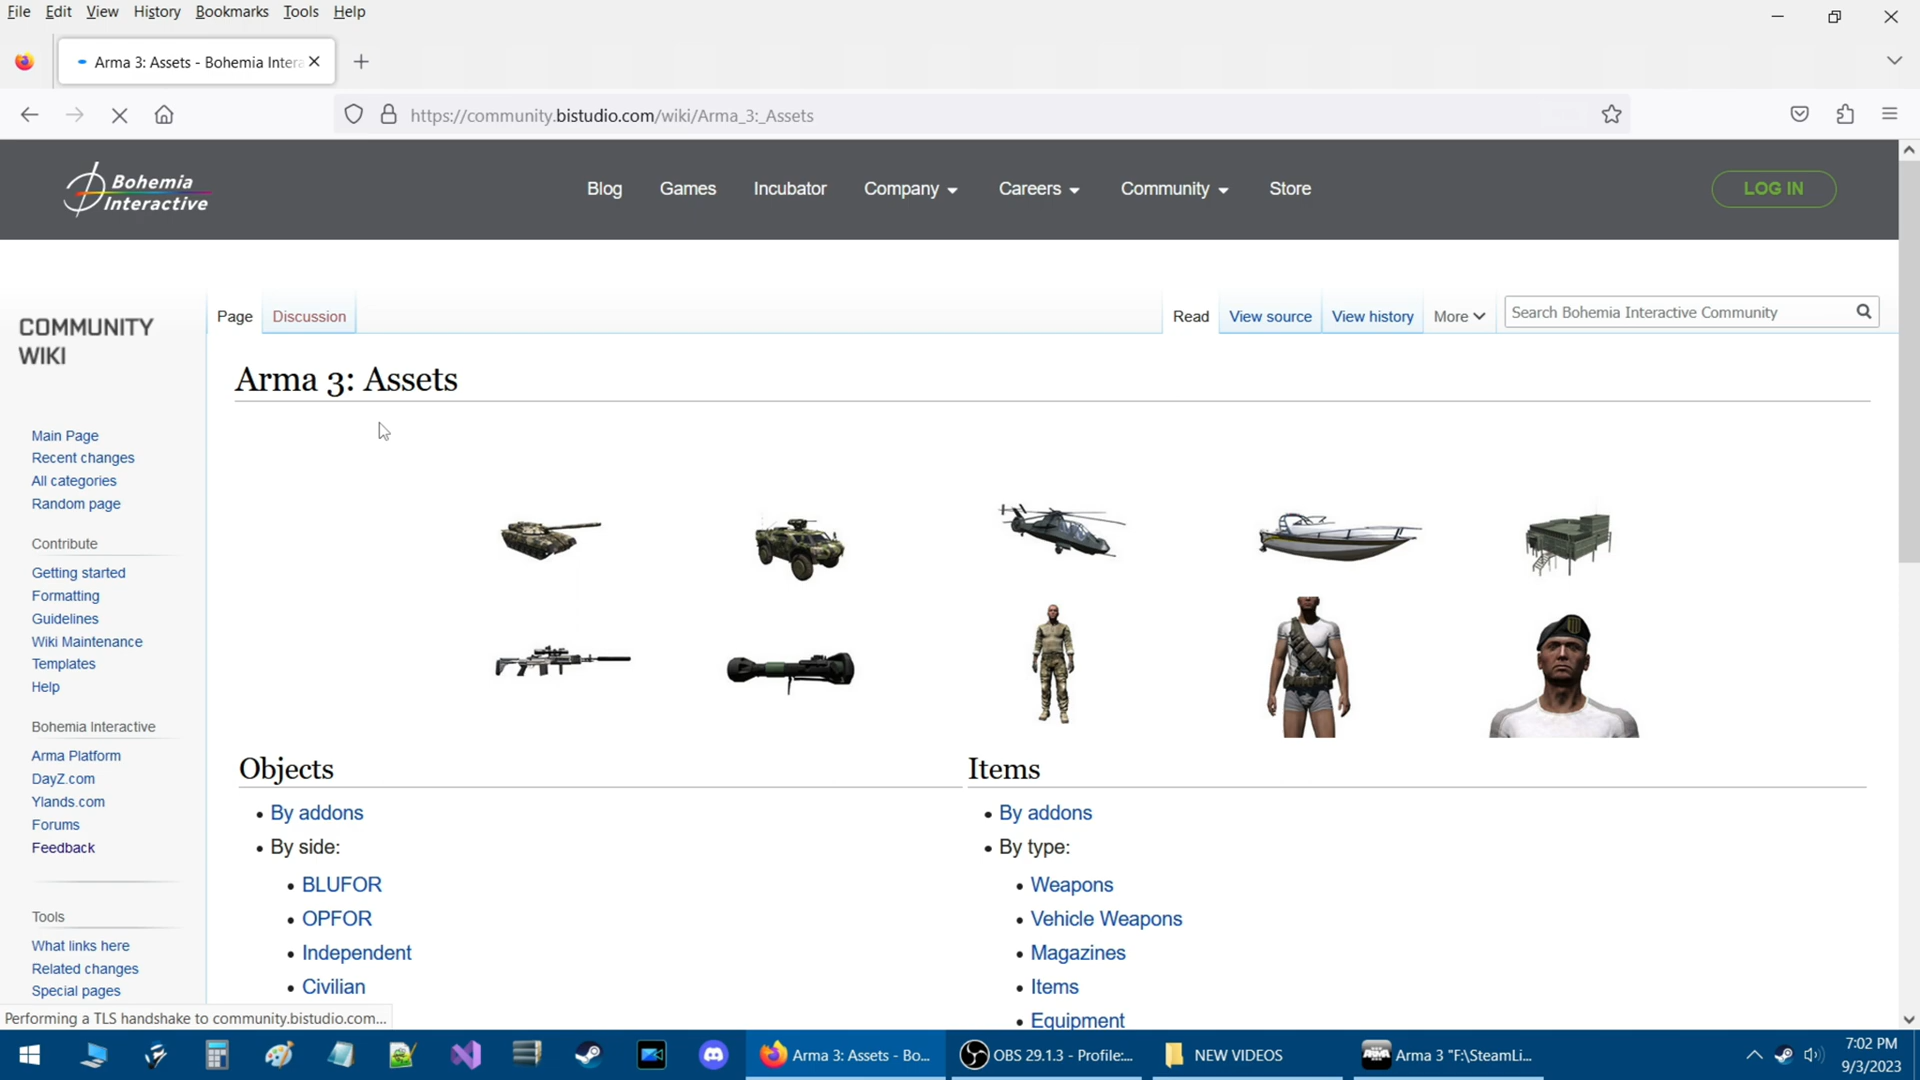 File Edit View History Bookmarks Tools Help
Arma 3: Assets - Bohemia Intera
https://community.bistudio.com/wiki/Arma_3:_Assets
Bohemia
Interactive
Blog Games Incubator Company Careers Community Store
LOG IN
COMMUNITY
WIKI
Page Discussion Read View source View history More Search Bohemia Interactive Community
Arma 3: Assets
Main Page
Recent changes
All categories
Random page
Contribute
Getting started
Formatting
Guidelines
Wiki Maintenance
Templates
Help
Bohemia Interactive
Arma Platform
DayZ.com
Ylands.com
Forums
Feedback
Tools
What links here
Related changes
Special pages
Objects
• By addons
• By side:
• BLUFOR
• OPFOR
• Independent
• Civilian
Items
• By addons
• By type:
• Weapons
• Vehicle Weapons
• Magazines
• Items
• Equipment
Performing a TLS handshake to community.bistudio.com...
Arma 3: Assets - Bo... OBS 29.1.3 - Profile:... NEW VIDEOS Arma 3 "F:\SteamLi...
7:02 PM
9/3/2023